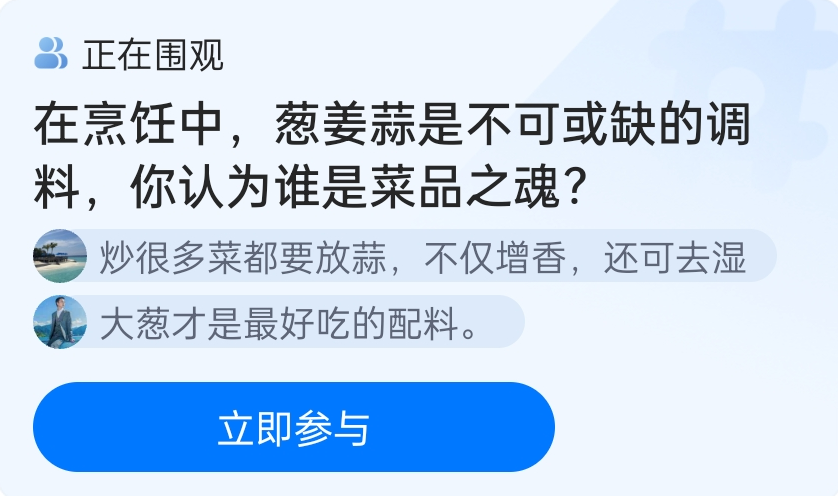 正在围观
在烹饪中，葱姜蒜是不可或缺的调
料，你认为谁是菜品之魂？
炒很多菜都要放蒜，不仅增香，还可去湿
大葱才是最好吃的配料。
立即参与